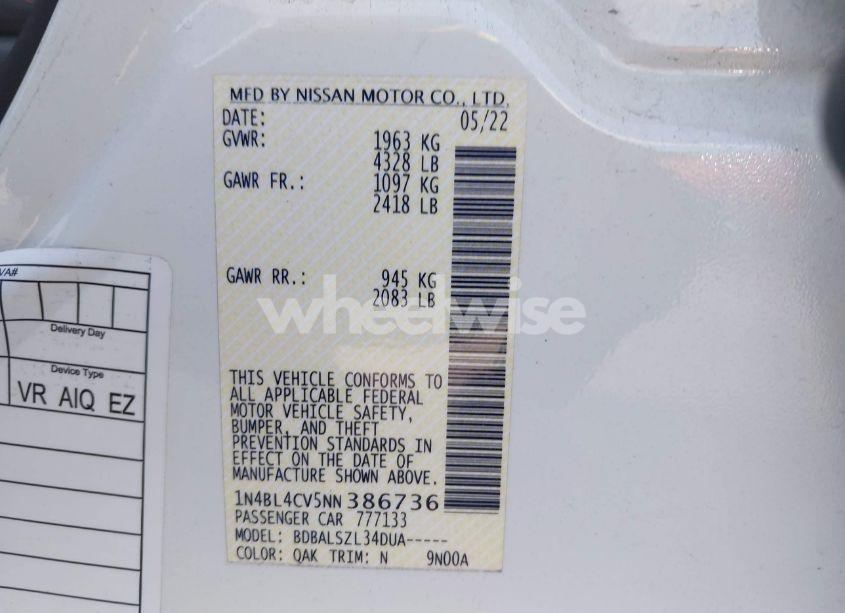 MFD BY NISSAN MOTOR CO., LTD.
DATE: 05/22
GVWR: 1963 KG
4328 LB
GAWR FR.: 1097 KG
2418 LB
GAWR RR.: 945 KG
2083 LB
THIS VEHICLE CONFORMS TO
ALL APPLICABLE FEDERAL
MOTOR VEHICLE SAFETY,
BUMPER, AND THEFT
PREVENTION STANDARDS IN
EFFECT ON THE DATE OF
MANUFACTURE SHOWN ABOVE.
1N4BL4CV5NN386736
PASSENGER CAR 777133
MODEL: BDBALSZL34DUA-----
COLOR: QAK TRIM: N 9N00A
VA#
Delivery Day
Device Type
VR AIQ EZ
wheelwise